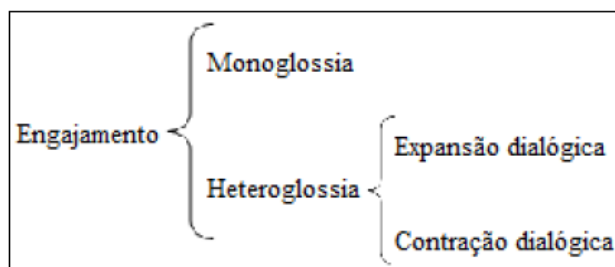 Monoglossia
Engajamento
Expansão dialógica
Heteroglossia
Contração dialógica